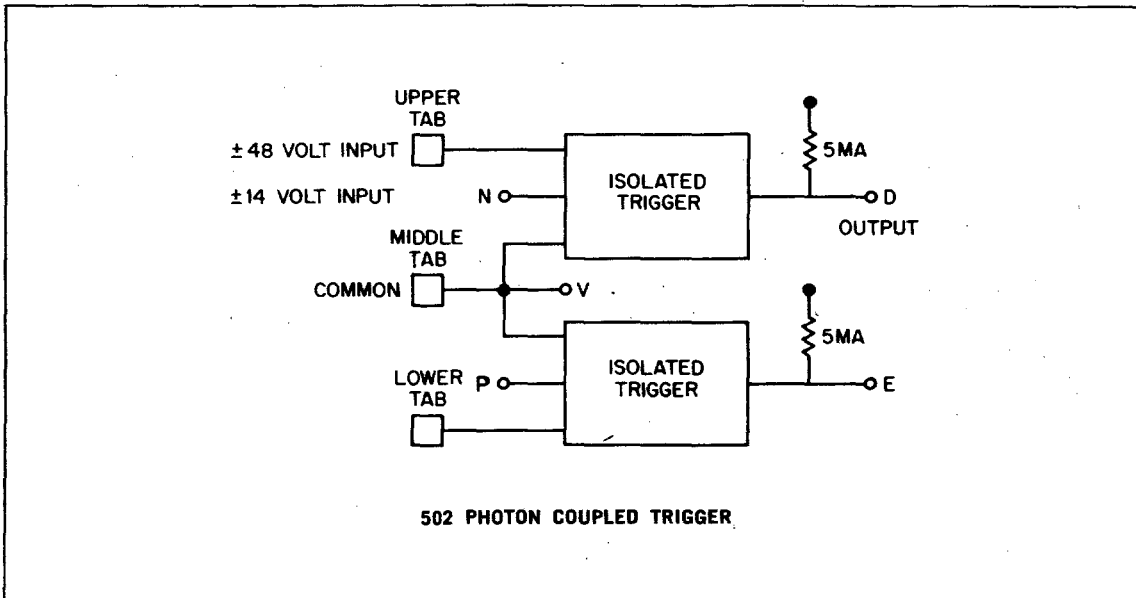 UPPER
TAB
± 48 VOLT INPUT
5MA
ISOLATED
TRIGGER
± 14 VOLT INPUT
N
D
OUTPUT
MIDDLE
TAB
COMMON
V
5MA
ISOLATED
TRIGGER
LOWER
TAB
P
E
502 PHOTON COUPLED TRIGGER